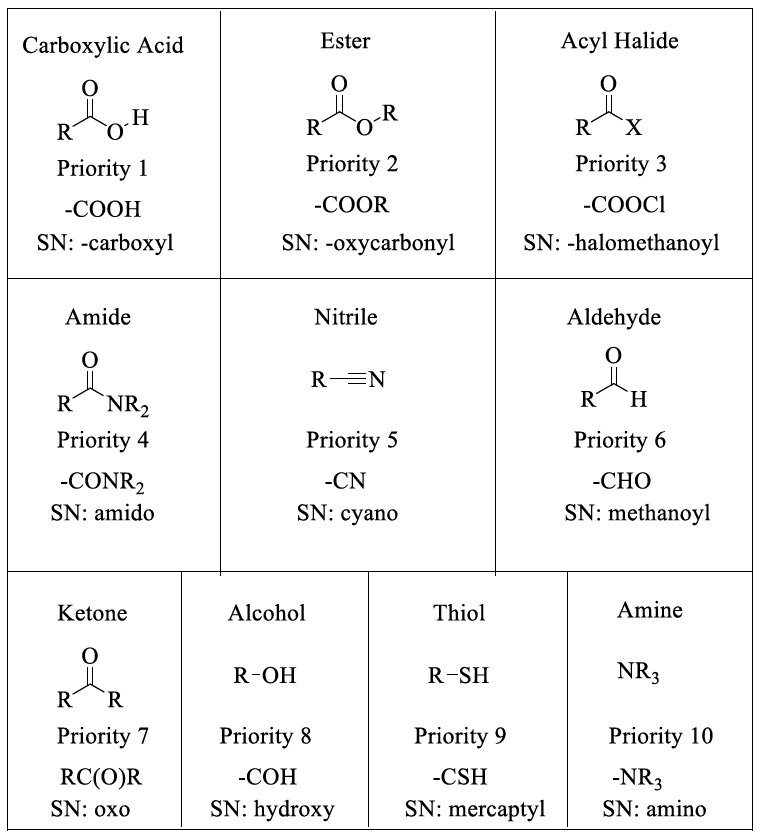 Carboxylic Acid
O
R
O
H
Priority 1
-COOH
SN: -carboxyl
Ester
O
R
O
R
Priority 2
-COOR
SN: -oxycarbonyl
Acyl Halide
O
R
X
Priority 3
-COOCl
SN: -halomethanoyl
Amide
O
R
NR2
Priority 4
-CONR2
SN: amido
Nitrile
R
N
Priority 5
-CN
SN: cyano
Aldehyde
O
R
H
Priority 6
-CHO
SN: methanoyl
Ketone
O
R
R
Priority 7
RC(O)R
SN: oxo
Alcohol
R-OH
Priority 8
-COH
SN: hydroxy
Thiol
R-SH
Priority 9
-CSH
SN: mercaptyl
Amine
NR3
Priority 10
-NR3
SN: amino